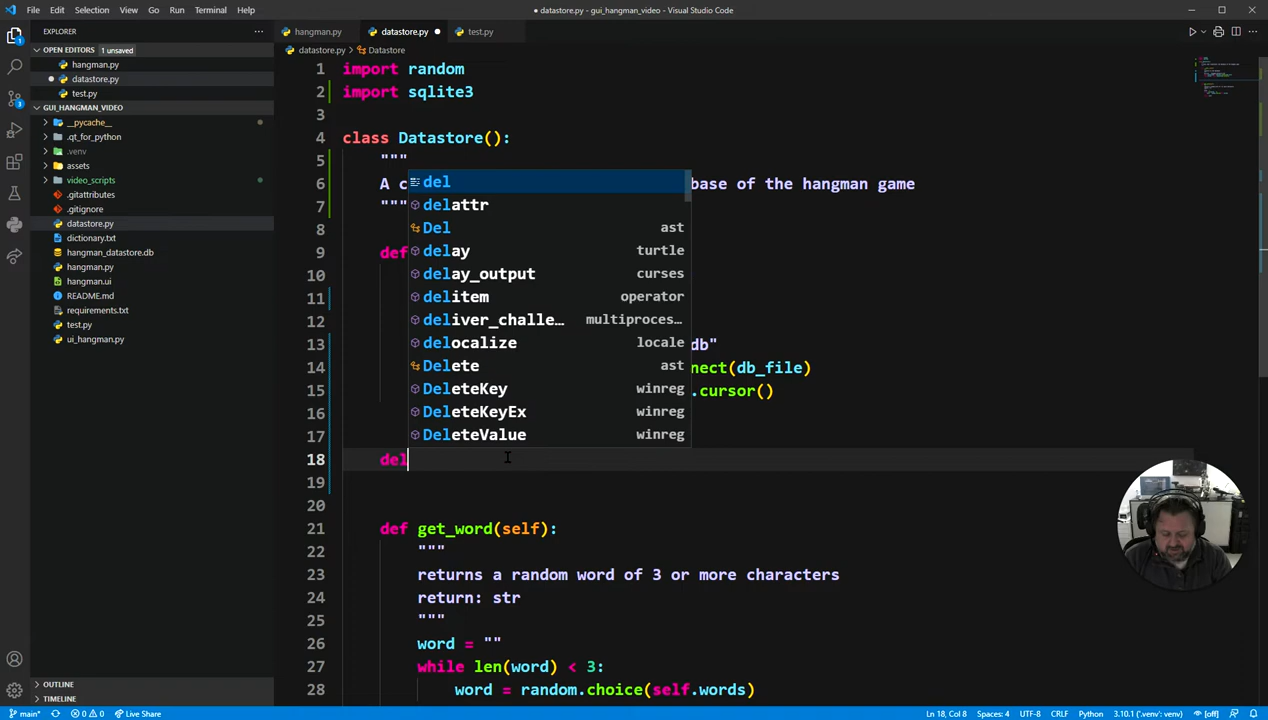 File Edit Selection View Go Run Terminal Help
● datastore.py - gui_hangman_video - Visual Studio Code
EXPLORER
OPEN EDITORS 1 unsaved
hangman.py
datastore.py
test.py
GUI_HANGMAN_VIDEO
__pycache__
.qt_for_python
.venv
assets
video_scripts
.gitattributes
.gitignore
datastore.py
dictionary.txt
hangman_datastore.db
hangman.py
hangman.ui
README.md
requirements.txt
test.py
ui_hangman.py
OUTLINE
TIMELINE
1
3
hangman.py datastore.py ● test.py
datastore.py > Datastore
1 import random
2 import sqlite3
3
4 class Datastore():
5 """
6 A c base of the hangman game
7 """
8
9 def
10
11
12
13 db"
14 nect(db_file)
15 .cursor()
16
17
18 del
19
20
21 def get_word(self):
22 """
23 returns a random word of 3 or more characters
24 return: str
25 """
26 word = ""
27 while len(word) < 3:
28 word = random.choice(self.words)
del
delattr
Del ast
delay turtle
delay_output curses
delitem operator
deliver_challe… multiproces…
delocalize locale
Delete ast
DeleteKey winreg
DeleteKeyEx winreg
DeleteValue winreg
main* 0 0 Live Share
Ln 18, Col 8 Spaces: 4 UTF-8 CRLF Python 3.10.1 ('.venv': venv) [off]